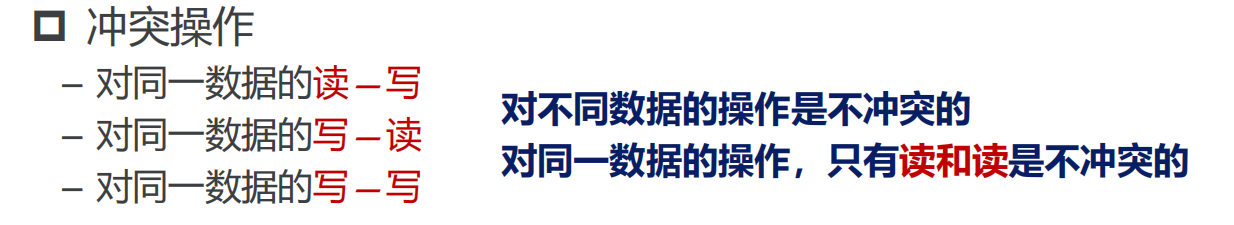 冲突操作
– 对同一数据的读–写
– 对同一数据的写–读
– 对同一数据的写–写
对不同数据的操作是不冲突的
对同一数据的操作，只有读和读是不冲突的